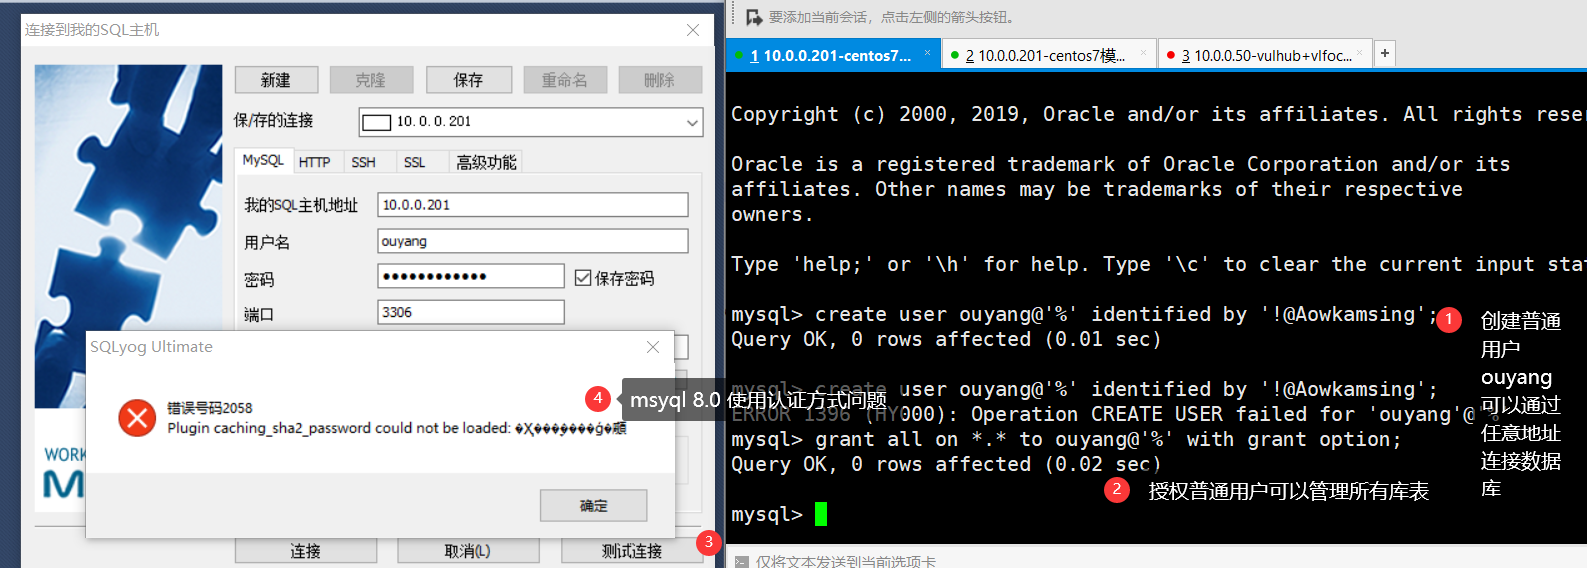 连接到我的SQL主机
新建
克隆
保存
重命名
删除
保/存的连接
10.0.0.201
MySQL
HTTP
SSH
SSL
高级功能
我的SQL主机地址
10.0.0.201
用户名
ouyang
密码
保存密码
端口
3306
SQLyog Ultimate
错误号码2058
Plugin caching_sha2_password could not be loaded:
确定
WORK
M
连接
取消(L)
测试连接
3
4
msyql 8.0 使用认证方式问题
要添加当前会话，点击左侧的箭头按钮。
1 10.0.0.201-centos7...
2 10.0.0.201-centos7模...
3 10.0.0.50-vulhub+vlfoc...
Copyright (c) 2000, 2019, Oracle and/or its affiliates. All rights reser
Oracle is a registered trademark of Oracle Corporation and/or its
affiliates. Other names may be trademarks of their respective
owners.
Type 'help;' or '\h' for help. Type '\c' to clear the current input stat
mysql> create user ouyang@'%' identified by '!@Aowkamsing';
Query OK, 0 rows affected (0.01 sec)
mysql> create user ouyang@'%' identified by '!@Aowkamsing';
ERROR 1396 (HY000): Operation CREATE USER failed for 'ouyang'@'%'
mysql> grant all on *.* to ouyang@'%' with grant option;
Query OK, 0 rows affected (0.02 sec)
mysql>
1
创建普通
用户
ouyang
可以通过
任意地址
连接数据
库
2
授权普通用户可以管理所有库表
仅将文本发送到当前选项卡